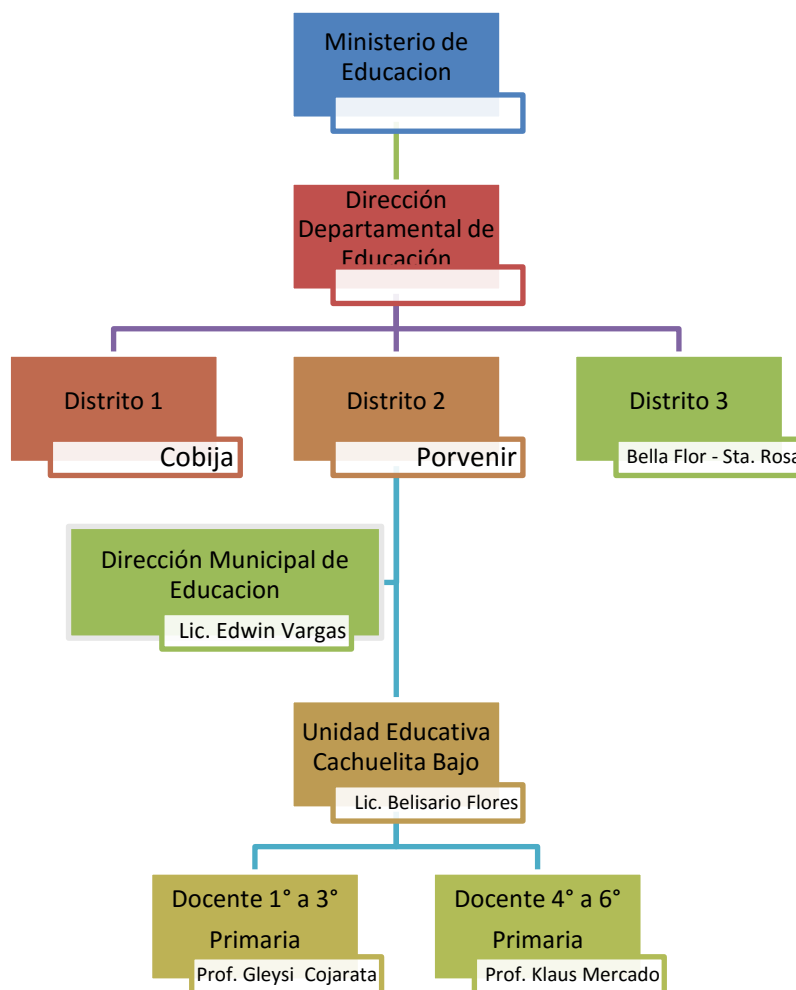 Ministerio de
Educacion
Dirección
Departamental de
Educación
Distrito 1
Cobija
Distrito 2
Porvenir
Distrito 3
Bella Flor - Sta. Rosa
Dirección Municipal de
Educacion
Lic. Edwin Vargas
Unidad Educativa
Cachuelita Bajo
Lic. Belisario Flores
Docente 1° a 3°
Primaria
Prof. Gleysi Cojarata
Docente 4° a 6°
Primaria
Prof. Klaus Mercado